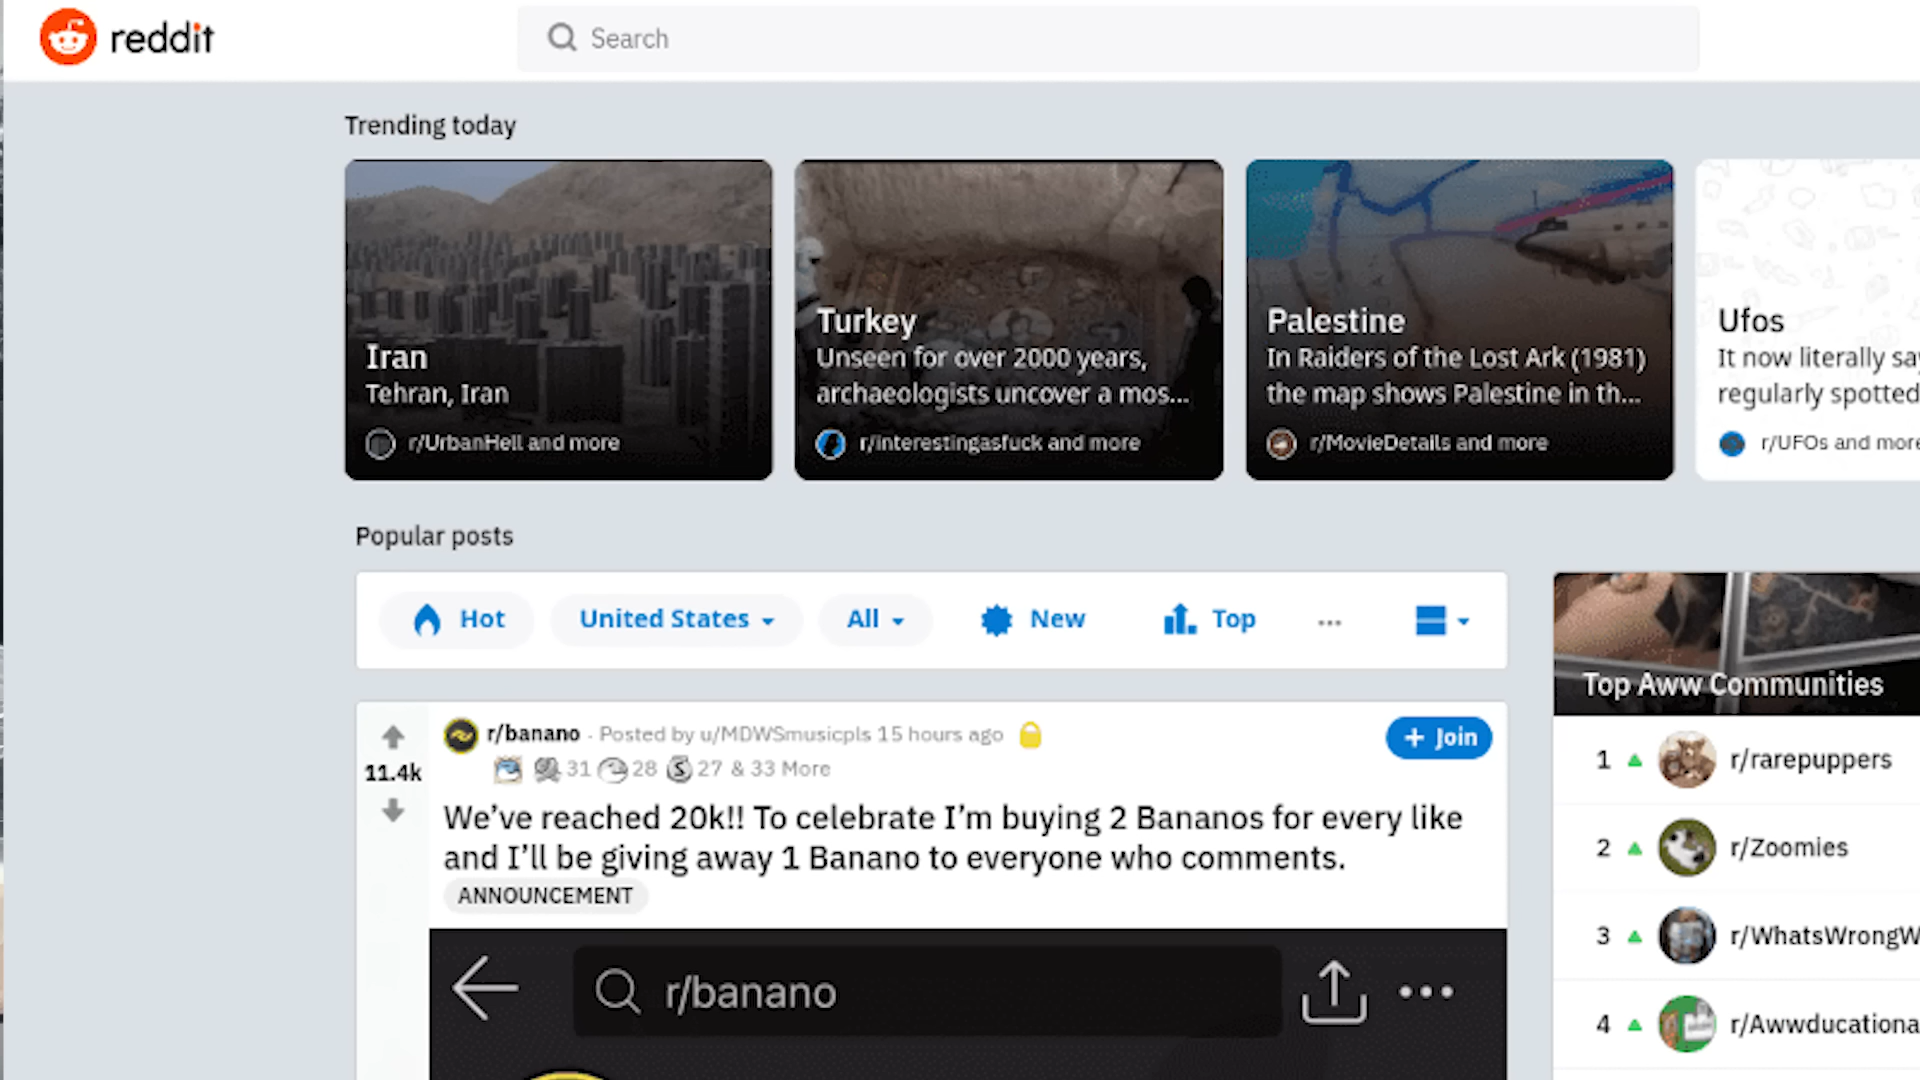 reddit
Search
Trending today
Iran
Tehran, Iran
r/UrbanHell and more
Turkey
Unseen for over 2000 years,
archaeologists uncover a mos...
r/interestingasfuck and more
Palestine
In Raiders of the Lost Ark (1981)
the map shows Palestine in th...
r/MovieDetails and more
Ufos
It now literally sa
regularly spotted
r/UFOs and more
Popular posts
Hot
United States
All
New
Top
...
r/banano · Posted by u/MDWSmusicpls 15 hours ago
+ Join
11.4k
31 28 S 27 & 33 More
We’ve reached 20k!! To celebrate I’m buying 2 Bananos for every like
and I’ll be giving away 1 Banano to everyone who comments.
ANNOUNCEMENT
r/banano
Top Aww Communities
1 r/rarepuppers
2 r/Zoomies
3 r/WhatsWrongW
4 r/Awwducationa